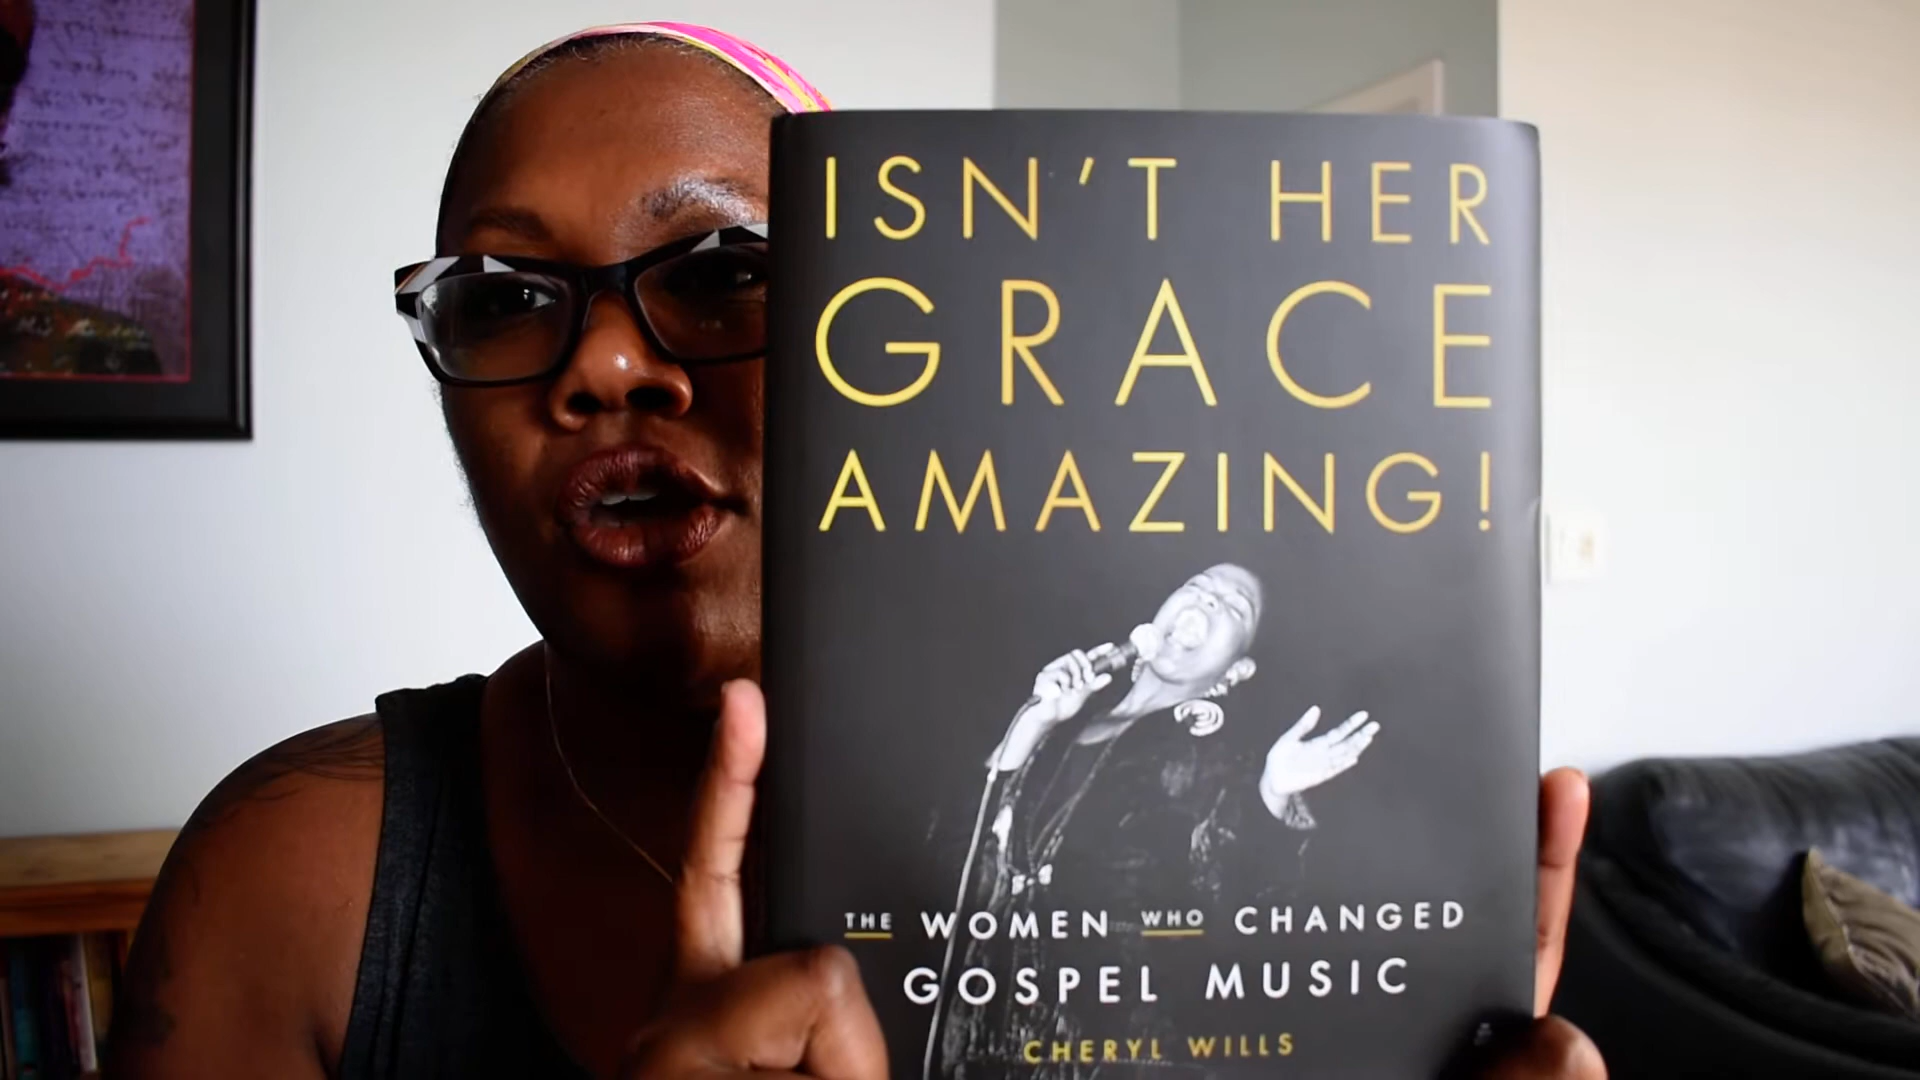 ISN'T HER
GRACE
AMAZING!
THE WOMEN WHO CHANGED
GOSPEL MUSIC
CHERYL WILLS